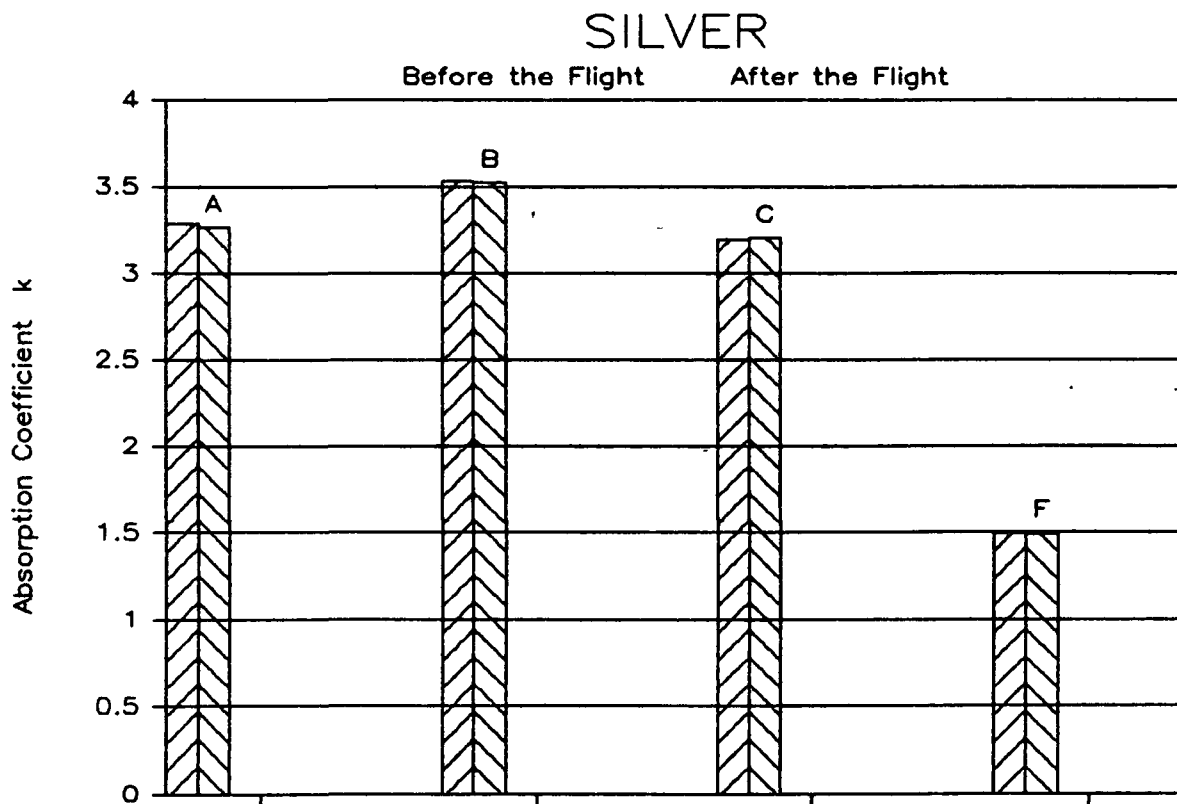 SILVER
Before the Flight After the Flight
4
3.5
3
2.5
2
1.5
1
0.5
0
Absorption Coefficient k
A
B
C
F